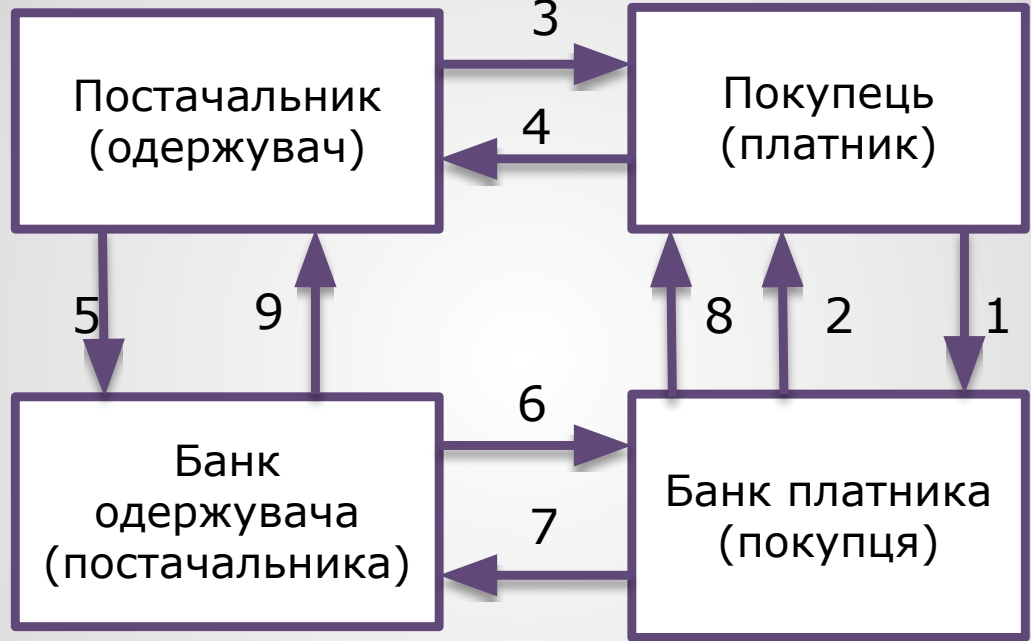 3
Постачальник
(одержувач)
Покупець
(платник)
4
5
9
8
2
1
6
Банк
одержувача
(постачальника)
Банк платника
(покупця)
7